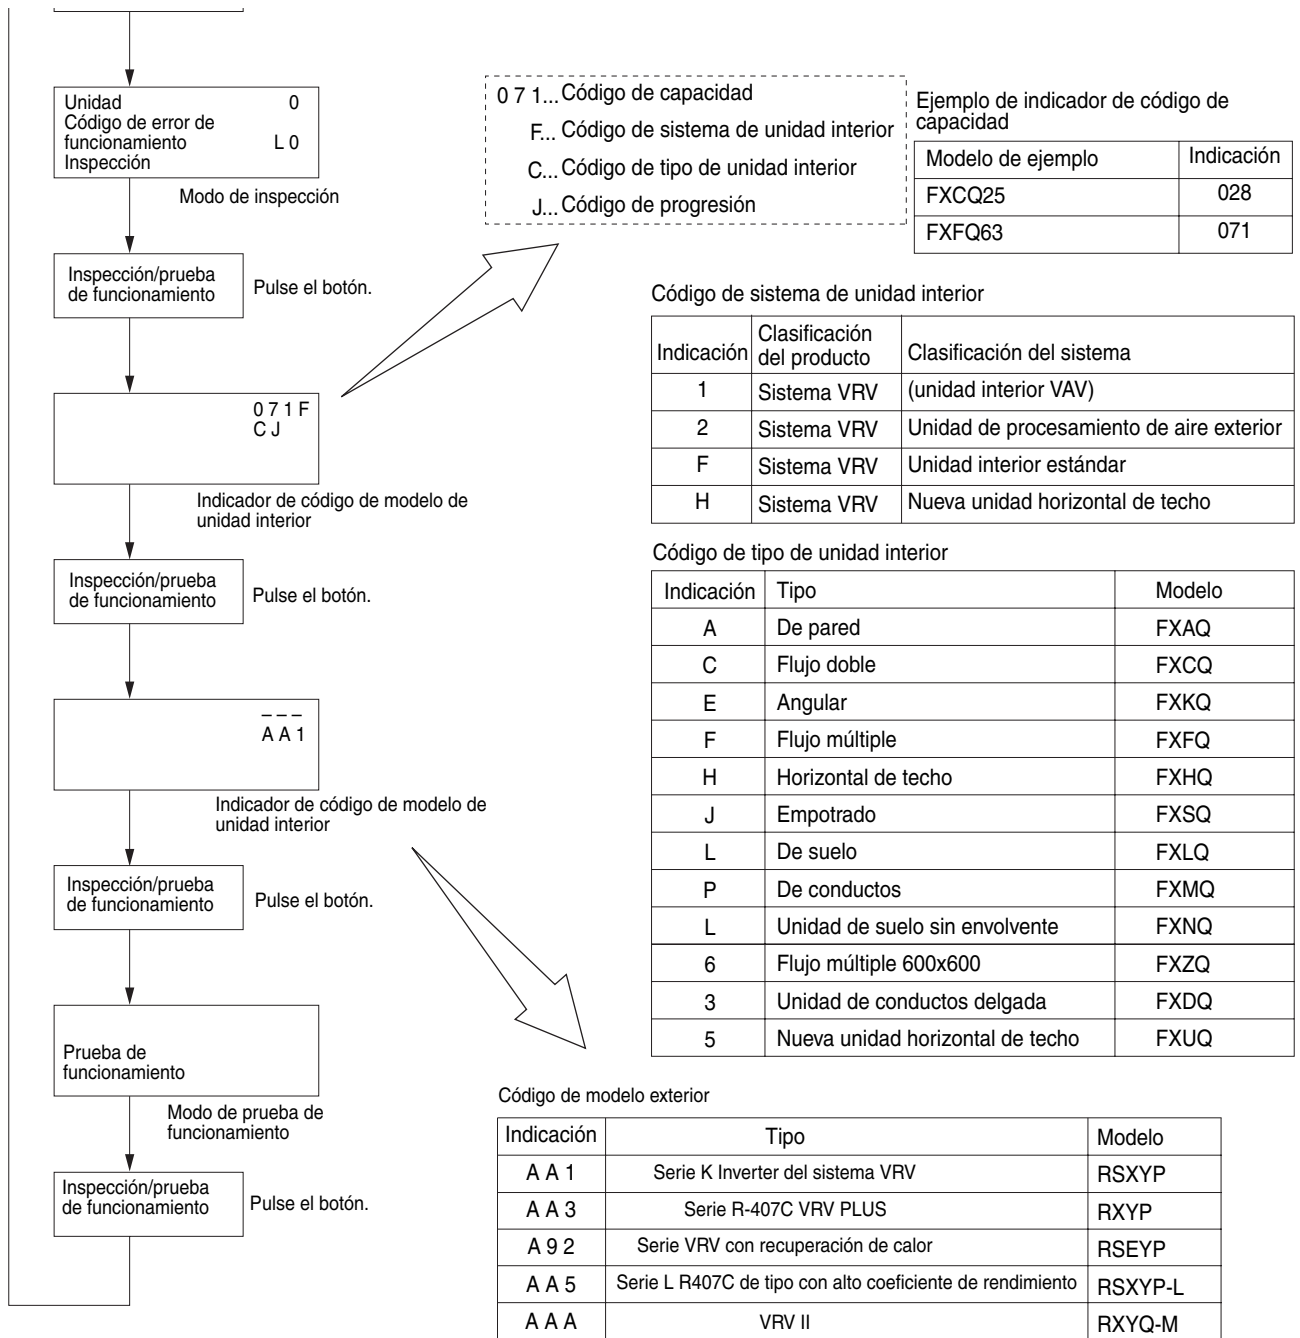 Unidad 0
Código de error de
funcionamiento L 0
Inspección
Modo de inspección
Inspección/prueba
de funcionamiento
Pulse el botón.
0 7 1 F
C J
Indicador de código de modelo de
unidad interior
Inspección/prueba
de funcionamiento
Pulse el botón.
_ _ _
A A 1
Indicador de código de modelo de
unidad interior
Inspección/prueba
de funcionamiento
Pulse el botón.
Prueba de
funcionamiento
Modo de prueba de
funcionamiento
Inspección/prueba
de funcionamiento
Pulse el botón.
0 7 1... Código de capacidad
F... Código de sistema de unidad interior
C... Código de tipo de unidad interior
J... Código de progresión
Ejemplo de indicador de código de
capacidad
Modelo de ejemplo Indicación
FXCQ25 028
FXFQ63 071
Código de sistema de unidad interior
Indicación Clasificación del producto Clasificación del sistema
1 Sistema VRV (unidad interior VAV)
2 Sistema VRV Unidad de procesamiento de aire exterior
F Sistema VRV Unidad interior estándar
H Sistema VRV Nueva unidad horizontal de techo
Código de tipo de unidad interior
Indicación Tipo Modelo
A De pared FXAQ
C Flujo doble FXCQ
E Angular FXKQ
F Flujo múltiple FXFQ
H Horizontal de techo FXHQ
J Empotrado FXSQ
L De suelo FXLQ
P De conductos FXMQ
L Unidad de suelo sin envolvente FXNQ
6 Flujo múltiple 600x600 FXZQ
3 Unidad de conductos delgada FXDQ
5 Nueva unidad horizontal de techo FXUQ
Código de modelo exterior
Indicación Tipo Modelo
A A 1 Serie K Inverter del sistema VRV RSXYP
A A 3 Serie R-407C VRV PLUS RXYP
A 9 2 Serie VRV con recuperación de calor RSEYP
A A 5 Serie L R407C de tipo con alto coeficiente de rendimiento RSXYP-L
A A A VRV II RXYQ-M